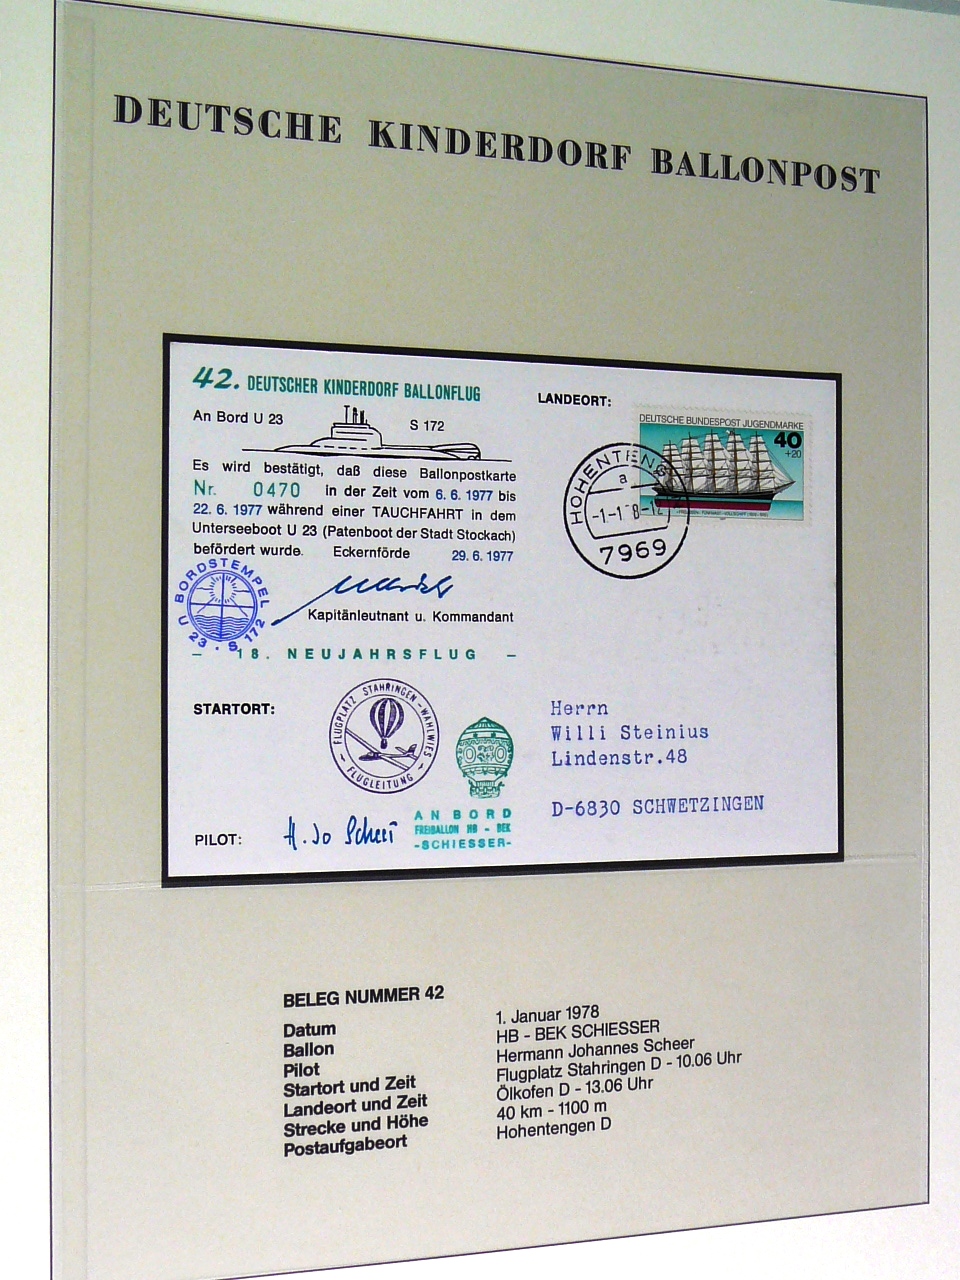 DEUTSCHE KINDERDORF BALLONPOST
42. DEUTSCHER KINDERDORF BALLONFLUG
An Bord U 23
S 172
Es wird bestätigt, daß diese Ballonpostkarte
Nr. 0470 in der Zeit vom 6. 6. 1977 bis
22. 6. 1977 während einer TAUCHFAHRT in dem
Unterseeboot U 23 (Patenboot der Stadt Stockach)
befördert wurde. Eckernförde 29. 6. 1977
Kapitänleutnant u. Kommandant
BORDSTEMPEL
U 23 · S 172
– 18. NEUJAHRSFLUG –
STARTORT:
FLUGPLATZ STAHRINGEN-WAHLWIES
– FLUGLEITUNG –
PILOT:
H. Jo Scheer
AN BORD
FREIBALLON HB - BEK
-SCHIESSER-
LANDEORT:
DEUTSCHE BUNDESPOST JUGENDMARKE
40
+20
HOHENTENGEN
a
7969
Herrn
Willi Steinius
Lindenstr.48
D-6830 SCHWETZINGEN
BELEG NUMMER 42
Datum 1. Januar 1978
Ballon HB - BEK SCHIESSER
Pilot Hermann Johannes Scheer
Startort und Zeit Flugplatz Stahringen D - 10.06 Uhr
Landeort und Zeit Ölkofen D - 13.06 Uhr
Strecke und Höhe 40 km - 1100 m
Postaufgabeort Hohentengen D